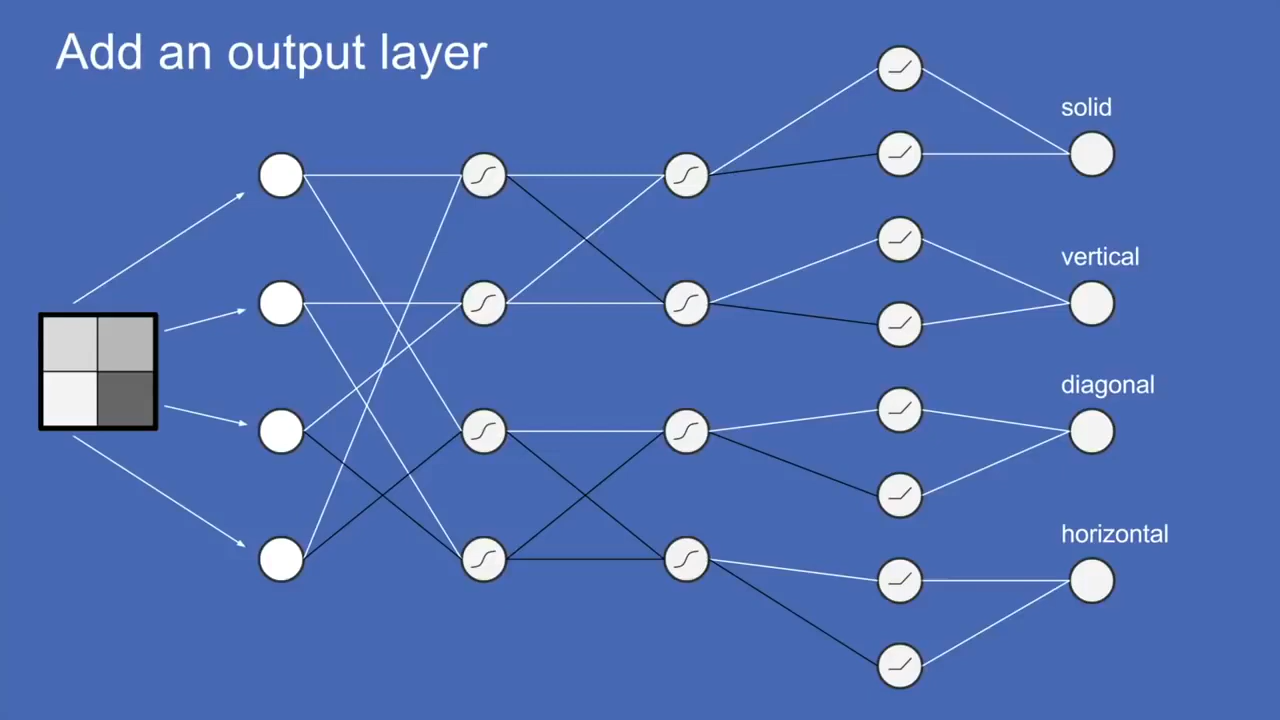 Add an output layer
solid
vertical
diagonal
horizontal